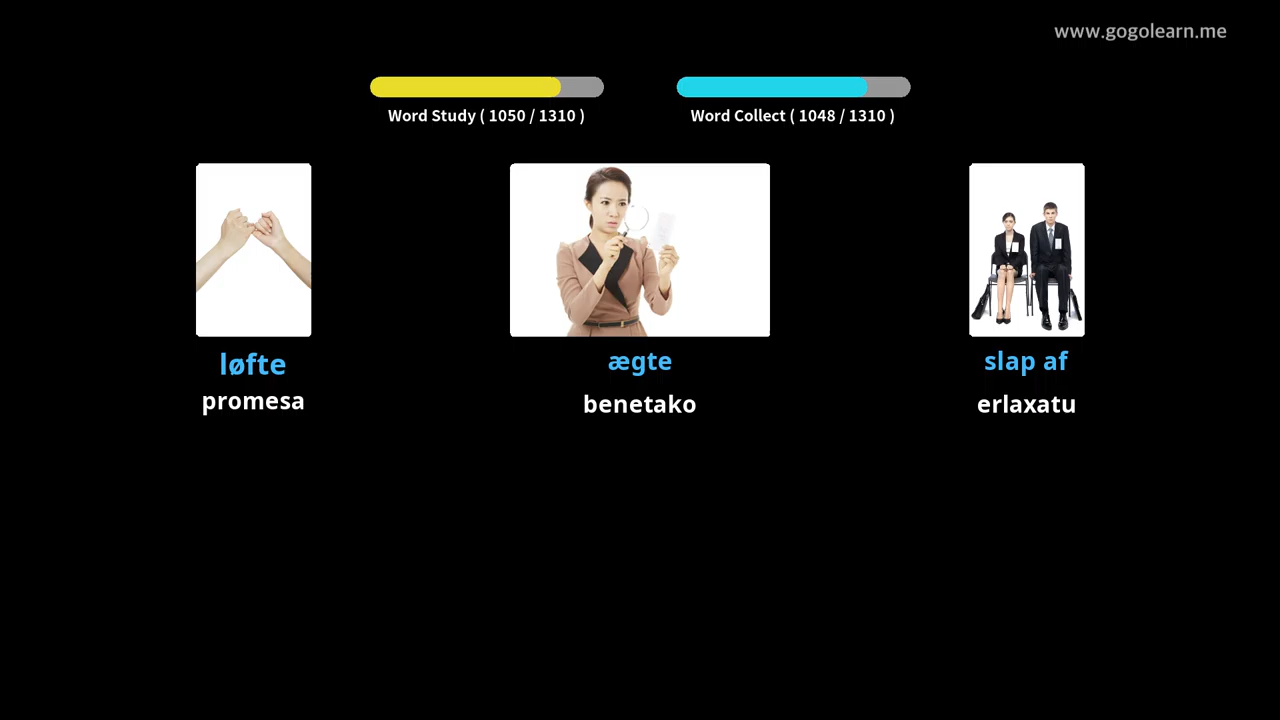 www.gogolearn.me
Word Study ( 1050 / 1310 )
Word Collect ( 1048 / 1310 )
løfte
ægte
slap af
promesa
benetako
erlaxatu